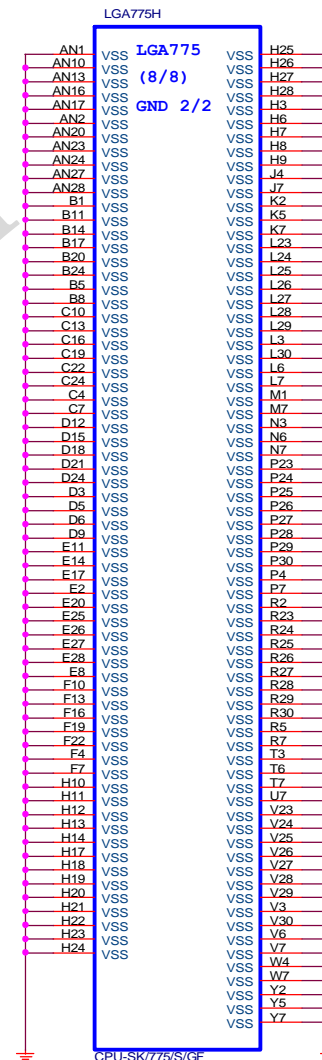 LGA775H
AN1 VSS LGA775 VSS H25
AN10 VSS VSS H26
AN13 VSS (8/8) VSS H27
AN16 VSS VSS H28
AN17 VSS GND 2/2 VSS H3
AN2 VSS VSS H6
AN20 VSS VSS H7
AN23 VSS VSS H8
AN24 VSS VSS H9
AN27 VSS VSS J4
AN28 VSS VSS J7
B1 VSS VSS K2
B11 VSS VSS K5
B14 VSS VSS K7
B17 VSS VSS L23
B20 VSS VSS L24
B24 VSS VSS L25
B5 VSS VSS L26
B8 VSS VSS L27
C10 VSS VSS L28
C13 VSS VSS L29
C16 VSS VSS L3
C19 VSS VSS L30
C22 VSS VSS L6
C24 VSS VSS L7
C4 VSS VSS M1
C7 VSS VSS M7
D12 VSS VSS N3
D15 VSS VSS N6
D18 VSS VSS N7
D21 VSS VSS P23
D24 VSS VSS P24
D3 VSS VSS P25
D5 VSS VSS P26
D6 VSS VSS P27
D9 VSS VSS P28
E11 VSS VSS P29
E14 VSS VSS P30
E17 VSS VSS P4
E2 VSS VSS P7
E20 VSS VSS R2
E25 VSS VSS R23
E26 VSS VSS R24
E27 VSS VSS R25
E28 VSS VSS R26
E8 VSS VSS R27
F10 VSS VSS R28
F13 VSS VSS R29
F16 VSS VSS R30
F19 VSS VSS R5
F22 VSS VSS R7
F4 VSS VSS T3
F7 VSS VSS T6
H10 VSS VSS T7
H11 VSS VSS U7
H12 VSS VSS V23
H13 VSS VSS V24
H14 VSS VSS V25
H17 VSS VSS V26
H18 VSS VSS V27
H19 VSS VSS V28
H20 VSS VSS V29
H21 VSS VSS V3
H22 VSS VSS V30
H23 VSS VSS V6
H24 VSS VSS V7
VSS W4
VSS W7
VSS Y2
VSS Y5
VSS Y7
CPU-SK/775/S/GF